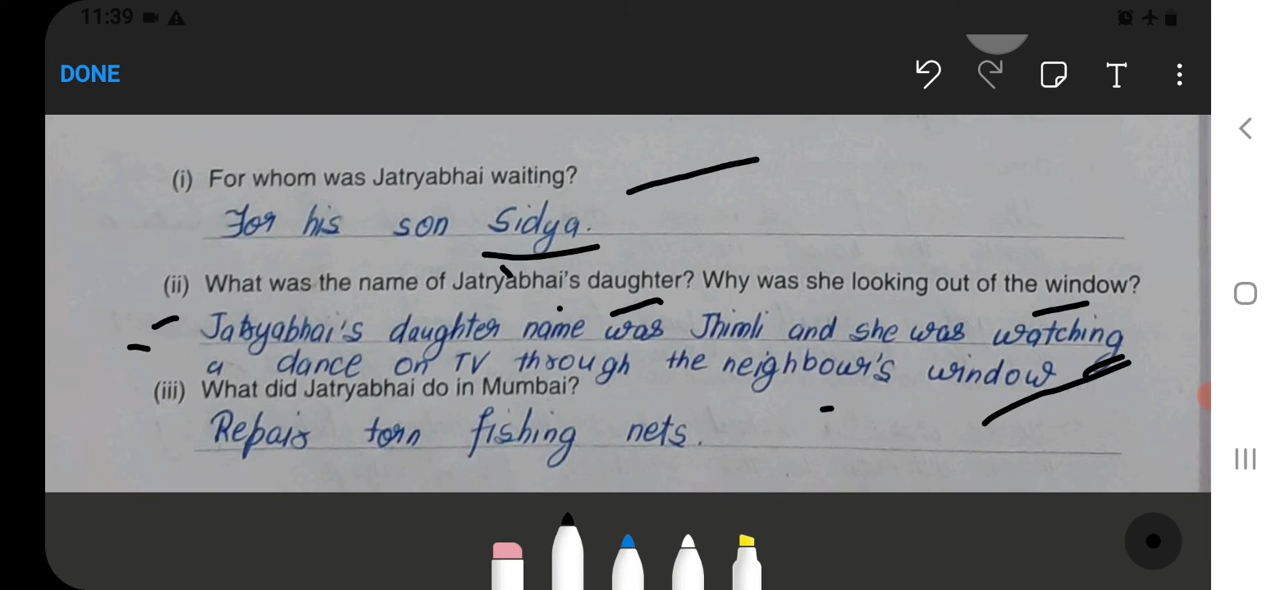 11:39
DONE
T
(i) For whom was Jatryabhai waiting?
For his son Sidya.
(ii) What was the name of Jatryabhai's daughter? Why was she looking out of the window?
Jatryabhai's daughter name was Jhimli and she was watching
a dance on TV through the neighbour's window
(iii) What did Jatryabhai do in Mumbai?
Repair torn fishing nets.